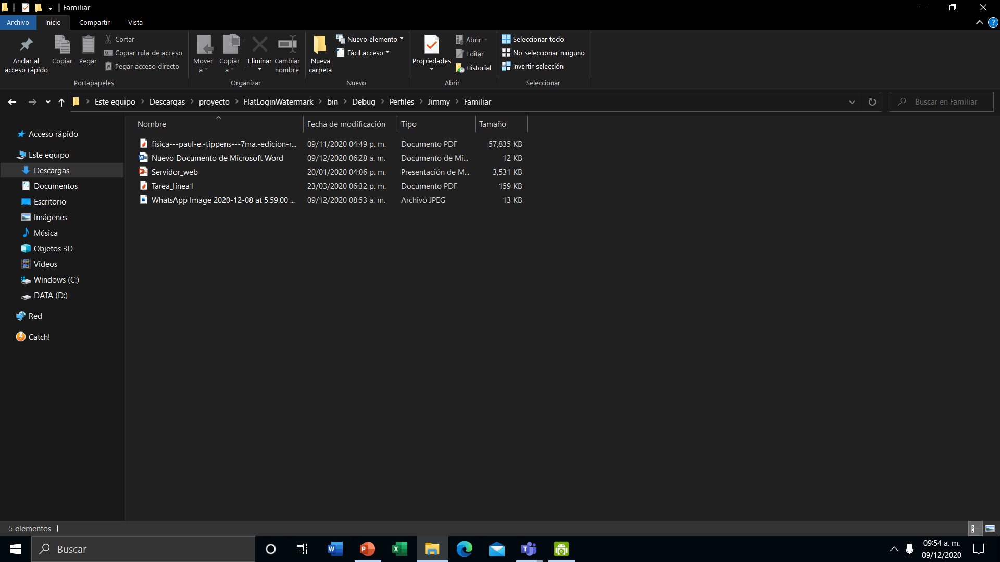 Familiar
Archivo Inicio Compartir Vista
Anclar al acceso rápido
Copiar
Pegar
Cortar
Copiar ruta de acceso
Pegar acceso directo
Portapapeles
Mover a
Copiar a
Eliminar
Cambiar nombre
Organizar
Nueva carpeta
Nuevo elemento
Fácil acceso
Nuevo
Propiedades
Abrir
Editar
Historial
Abrir
Seleccionar todo
No seleccionar ninguno
Invertir selección
Seleccionar
Este equipo Descargas proyecto FlatLoginWatermark bin Debug Perfiles Jimmy Familiar
Buscar en Familiar
Acceso rápido
Este equipo
Descargas
Documentos
Escritorio
Imágenes
Música
Objetos 3D
Videos
Windows (C:)
DATA (D:)
Red
Catch!
Nombre Fecha de modificación Tipo Tamaño
fisica---paul-e.-tippens---7ma.-edicion-r... 09/11/2020 04:49 p. m. Documento PDF 57,835 KB
Nuevo Documento de Microsoft Word 09/12/2020 06:28 a. m. Documento de Mi... 12 KB
Servidor_web 20/01/2020 04:06 p. m. Presentación de M... 3,531 KB
Tarea_linea1 23/03/2020 06:32 p. m. Documento PDF 159 KB
WhatsApp Image 2020-12-08 at 5.59.00 ... 09/12/2020 08:53 a. m. Archivo JPEG 13 KB
5 elementos
Buscar
09:54 a. m.
09/12/2020